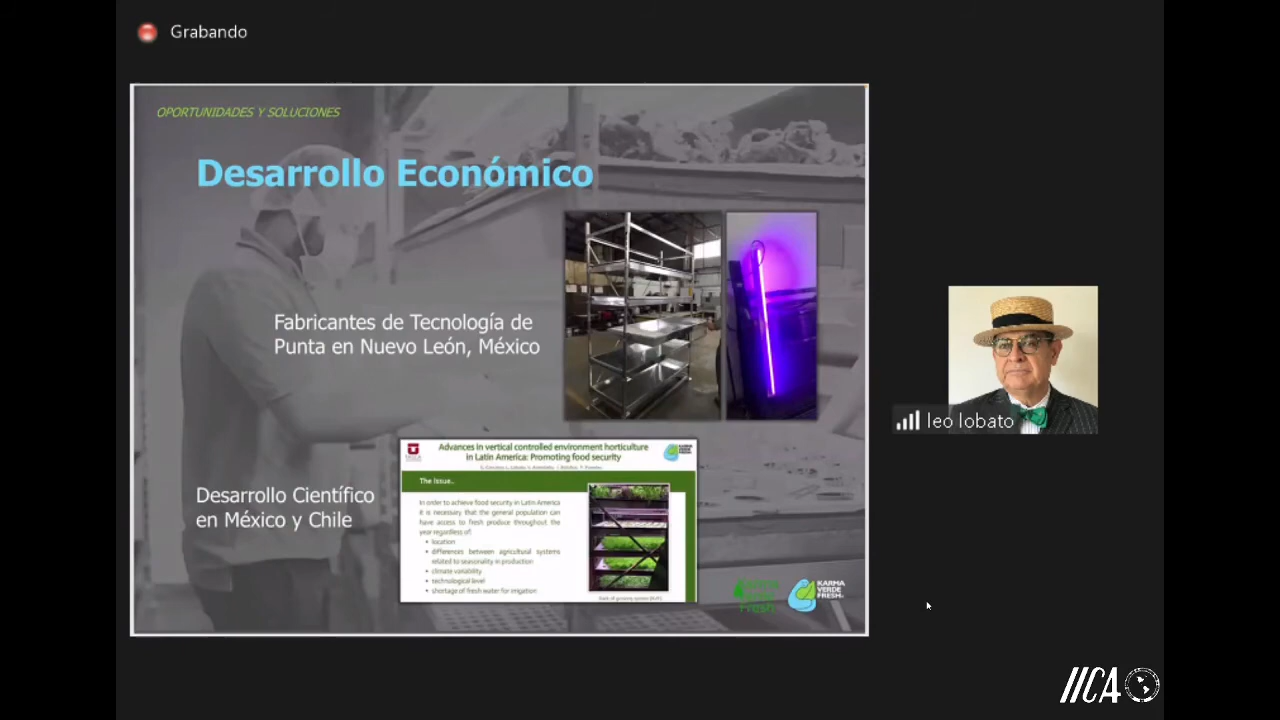 Grabando
OPORTUNIDADES Y SOLUCIONES
Desarrollo Económico
Fabricantes de Tecnología de
Punta en Nuevo León, México
leo lobato
Desarrollo Científico
en México y Chile
Advances in vertical controlled environment horticulture
in Latin America: Promoting food security
The Issue..
In order to achieve food security in Latin America
it is necessary that the general population can
have access to fresh produce throughout the
year regardless of:
• location
• differences between agricultural systems
related to seasonality in production
• climate variability
• technological level
• shortage of fresh water for irrigation
KARMA
VERDE
FRESH
IICA